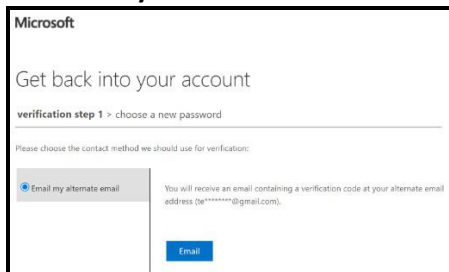 Microsoft
Get back into your account
verification step 1 > choose a new password
Please choose the contact method we should use for verification:
Email my alternate email
You will receive an email containing a verification code at your alternate email
address (te********@gmail.com).
Email